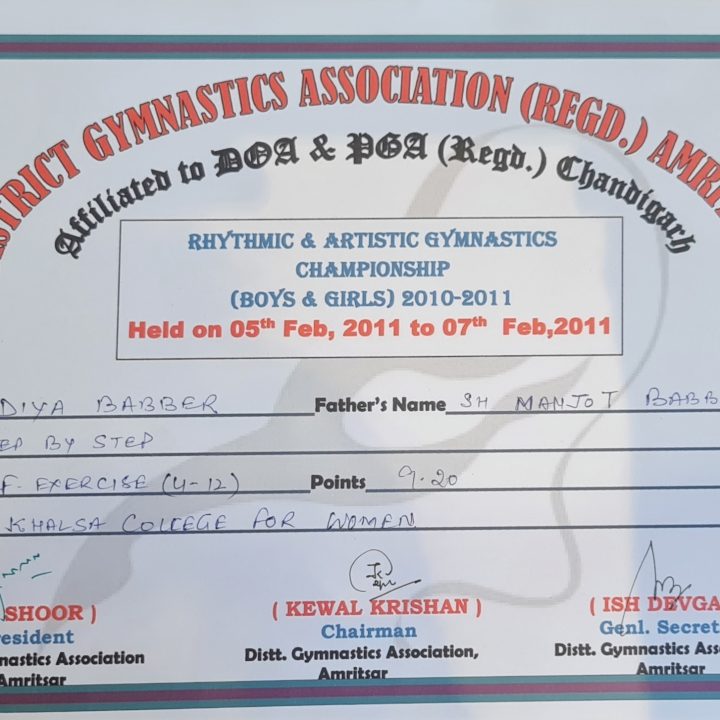 STRICT GYMNASTICS ASSOCIATION (REGD.) AMRI
Affiliated to DOA & PGA (Regd.) Chandigarh
RHYTHMIC & ARTISTIC GYMNASTICS
CHAMPIONSHIP
(BOYS & GIRLS) 2010-2011
Held on 05th Feb, 2011 to 07th Feb,2011
DIYA BABBER Father's Name SH MANJOT BABB
EP BY STEP
F. EXERCISE (U-12) Points 9.20
KHALSA COLLEGE FOR WOMEN
SHOOR ) ( KEWAL KRISHAN ) ( ISH DEVGA
resident Chairman Genl. Secret
nastics Association Distt. Gymnastics Association, Distt. Gymnastics Ass
Amritsar Amritsar Amritsar